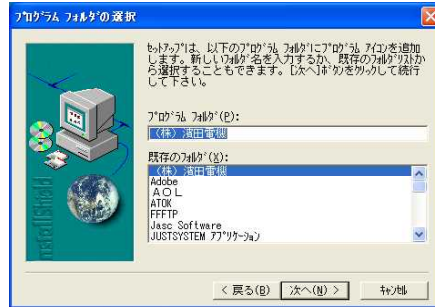 ﾌﾟﾛｸﾞﾗﾑ ﾌｫﾙﾀﾞの選択
ｾｯﾄｱｯﾌﾟは、以下のﾌﾟﾛｸﾞﾗﾑ ﾌｫﾙﾀﾞにﾌﾟﾛｸﾞﾗﾑ ｱｲｺﾝを追加
します。新しいﾌｫﾙﾀﾞ名を入力するか、既存のﾌｫﾙﾀﾞﾘｽﾄか
ら選択することもできます。[次へ]ﾎﾞﾀﾝをｸﾘｯｸして続行
して下さい。
ﾌﾟﾛｸﾞﾗﾑ ﾌｫﾙﾀﾞ(P):
(株) 濱田電機
既存のﾌｫﾙﾀﾞ(X):
(株) 濱田電機
Adobe
ＡＯＬ
ATOK
FFFTP
Jasc Software
JUSTSYSTEM ｱﾌﾟﾘｹｰｼｮﾝ
InstallShield
< 戻る(B)
次へ(N) >
ｷｬﾝｾﾙ